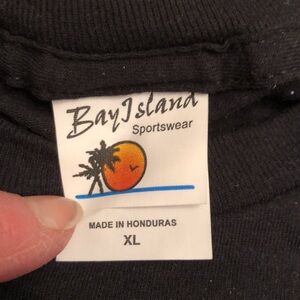 Bay Island
Sportswear
MADE IN HONDURAS
XL